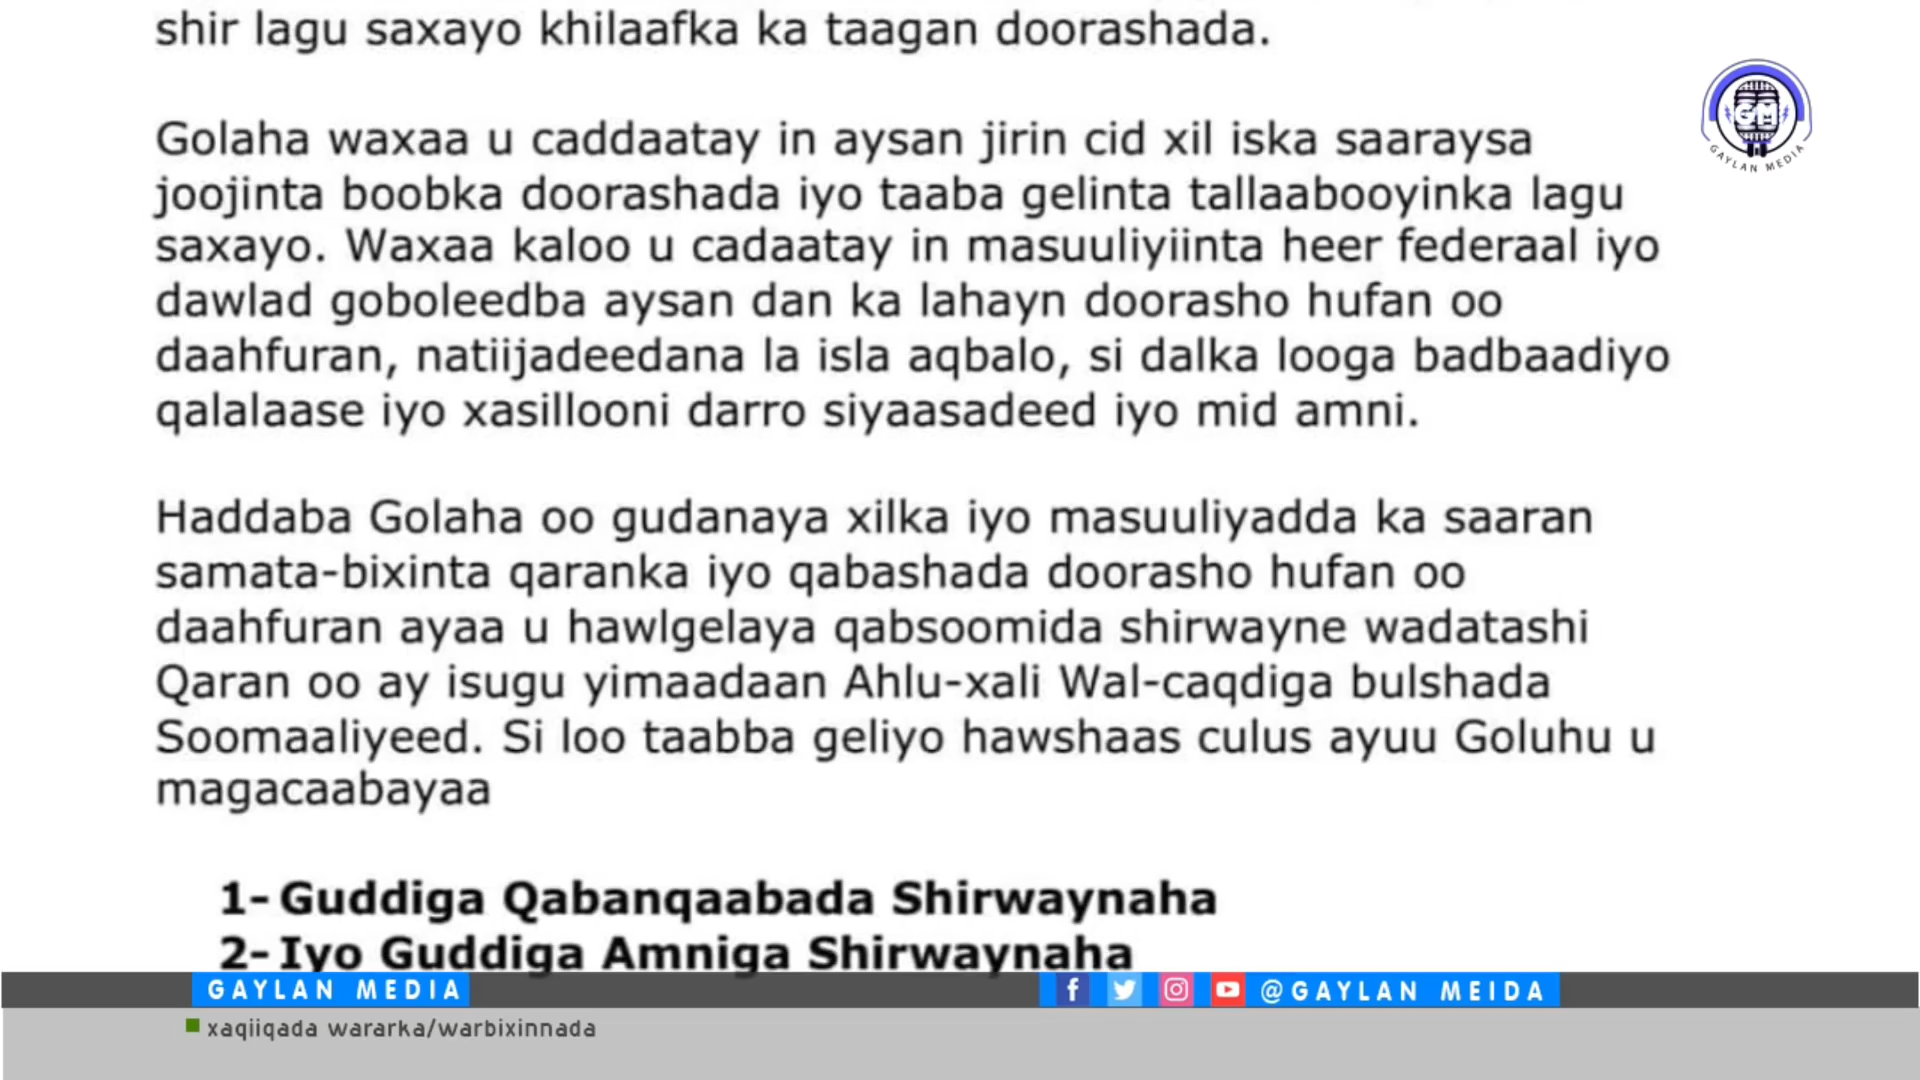 shir lagu saxayo khilaafka ka taagan doorashada.
GM
GAYLAN MEDIA
Golaha waxaa u caddaatay in aysan jirin cid xil iska saaraysa
joojinta boobka doorashada iyo taaba gelinta tallaabooyinka lagu
saxayo. Waxaa kaloo u cadaatay in masuuliyiinta heer federaal iyo
dawlad goboleedba aysan dan ka lahayn doorasho hufan oo
daahfuran, natiijadeedana la isla aqbalo, si dalka looga badbaadiyo
qalalaase iyo xasillooni darro siyaasadeed iyo mid amni.
Haddaba Golaha oo gudanaya xilka iyo masuuliyadda ka saaran
samata-bixinta qaranka iyo qabashada doorasho hufan oo
daahfuran ayaa u hawlgelaya qabsoomida shirwayne wadatashi
Qaran oo ay isugu yimaadaan Ahlu-xali Wal-caqdiga bulshada
Soomaaliyeed. Si loo taabba geliyo hawshaas culus ayuu Goluhu u
magacaabayaa
1- Guddiga Qabanqaabada Shirwaynaha
2- Iyo Guddiga Amniga Shirwaynaha
GAYLAN MEDIA
@GAYLAN MEIDA
xaqiiqada wararka/warbixinnada